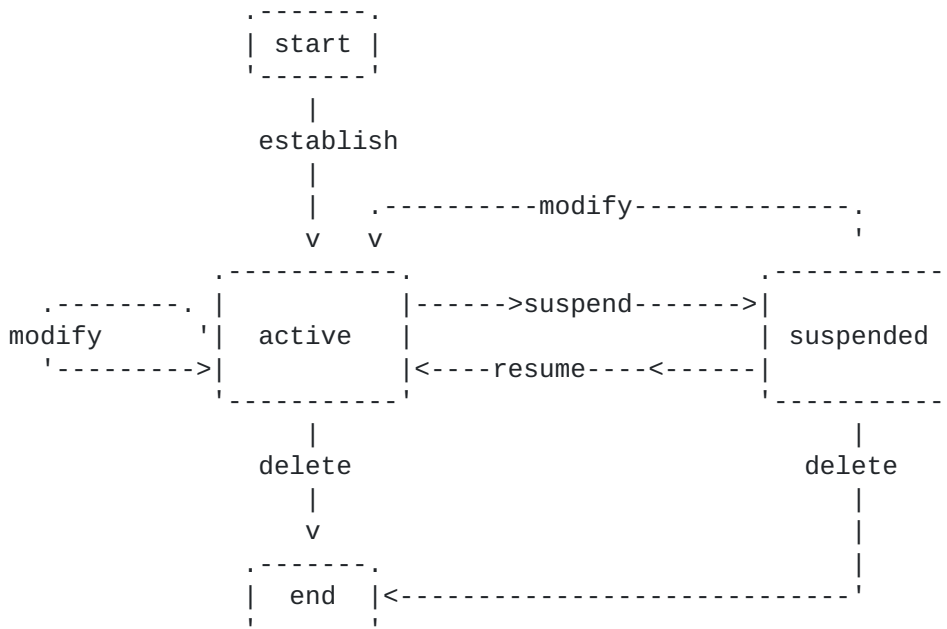 start
establish
modify
suspend
modify active suspended
resume
delete delete
end